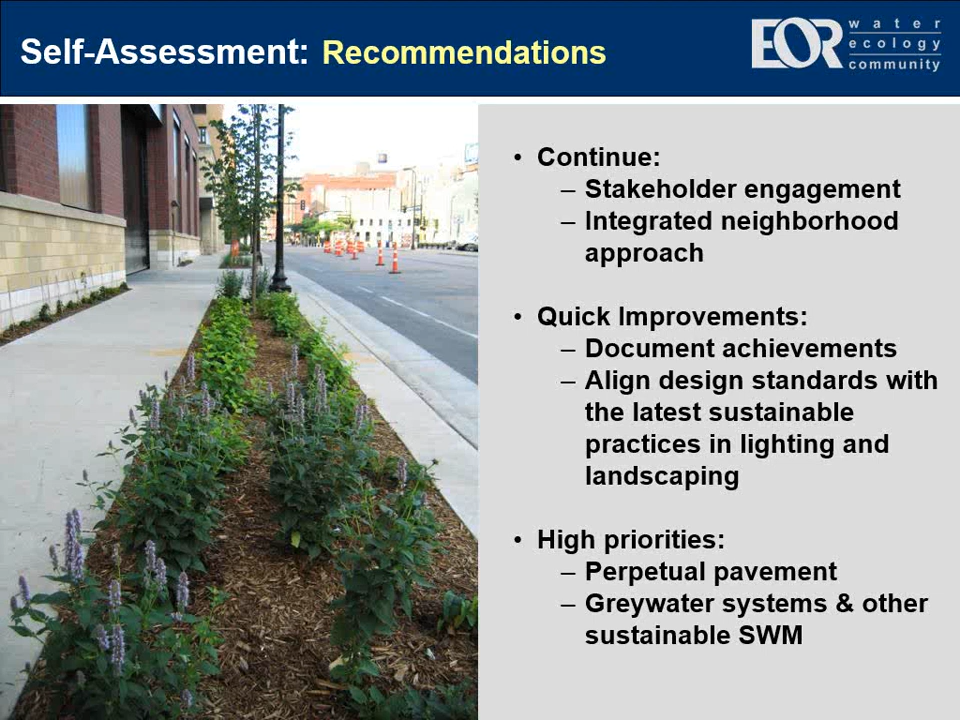 Self-Assessment: Recommendations
EOR
water
ecology
community
• Continue:
– Stakeholder engagement
– Integrated neighborhood
approach
• Quick Improvements:
– Document achievements
– Align design standards with
the latest sustainable
practices in lighting and
landscaping
• High priorities:
– Perpetual pavement
– Greywater systems & other
sustainable SWM